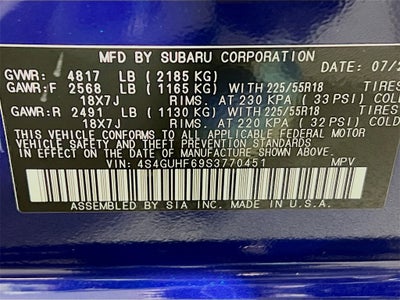 MFD BY SUBARU CORPORATION
GVWR: 4817 LB (2185 KG) DATE: 07/2
GAWR:F 2568 LB (1165 KG) WITH 225/55R18 TIRES
18X7J RIMS, AT 230 KPA (33 PSI) COLD
GAWR:R 2491 LB (1130 KG) WITH 225/55R18 TIRES
18X7J RIMS, AT 220 KPA (32 PSI) COLD
THIS VEHICLE CONFORMS TO ALL APPLICABLE FEDERAL MOTOR
VEHICLE SAFETY, BUMPER, AND THEFT PREVENTION STANDARDS
IN EFFECT ON THE DATE OF MANUFACTURE SHOWN ABOVE.
VIN: 4S4GUHF69S3770451 MPV
ASSEMBLED BY SIA INC. MADE IN U.S.A.